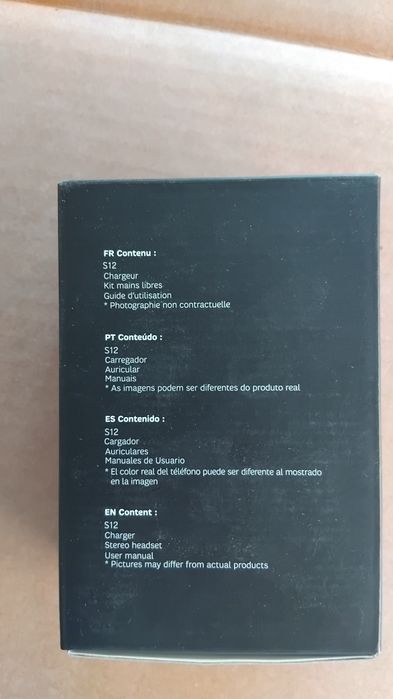 FR Contenu :
S12
Chargeur
Kit mains libres
Guide d'utilisation
* Photographie non contractuelle
PT Conteúdo :
S12
Carregador
Auricular
Manuais
* As imagens podem ser diferentes do produto real
ES Contenido :
S12
Cargador
Auriculares
Manuales de Usuario
* El color real del téléfono puede ser diferente al mostrado
en la imagen
EN Content :
S12
Charger
Stereo headset
User manual
* Pictures may differ from actual products